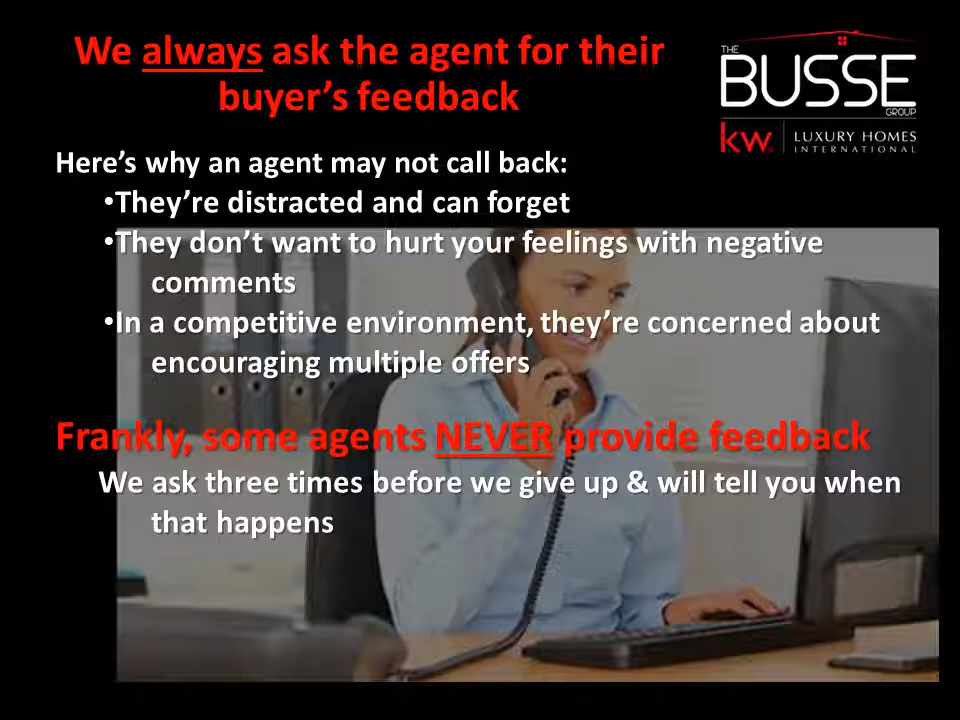 We always ask the agent for their
buyer's feedback
THE
BUSSE
GROUP
kw LUXURY HOMES
INTERNATIONAL
Here's why an agent may not call back:
•They're distracted and can forget
•They don't want to hurt your feelings with negative
comments
•In a competitive environment, they're concerned about
encouraging multiple offers
Frankly, some agents NEVER provide feedback
We ask three times before we give up & will tell you when
that happens